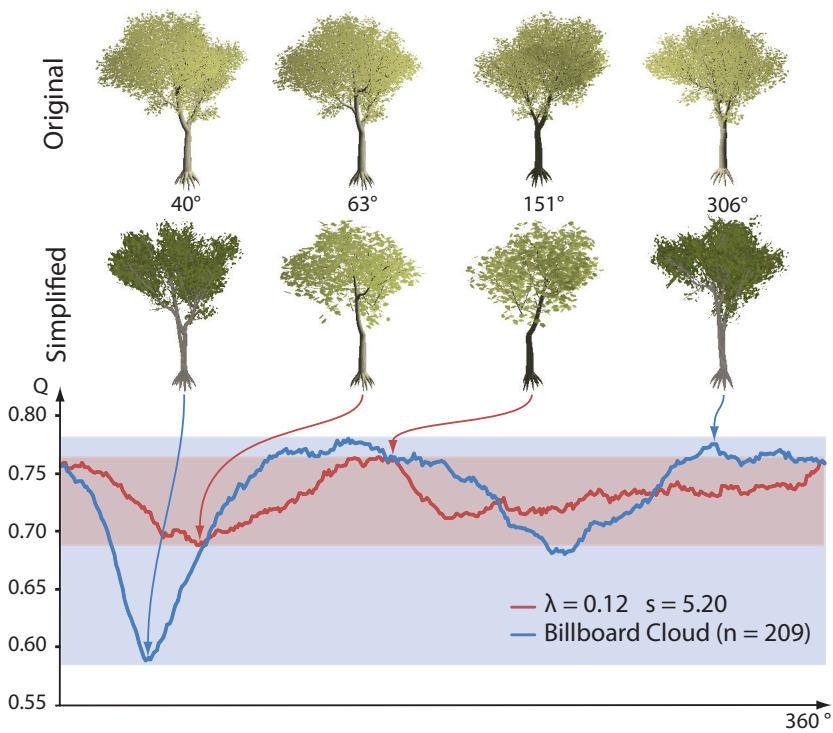 Original
40°
63°
151°
306°
Simplified
Q
0.80
0.75
0.70
0.65
0.60
0.55
λ = 0.12 s = 5.20
Billboard Cloud (n = 209)
360 °